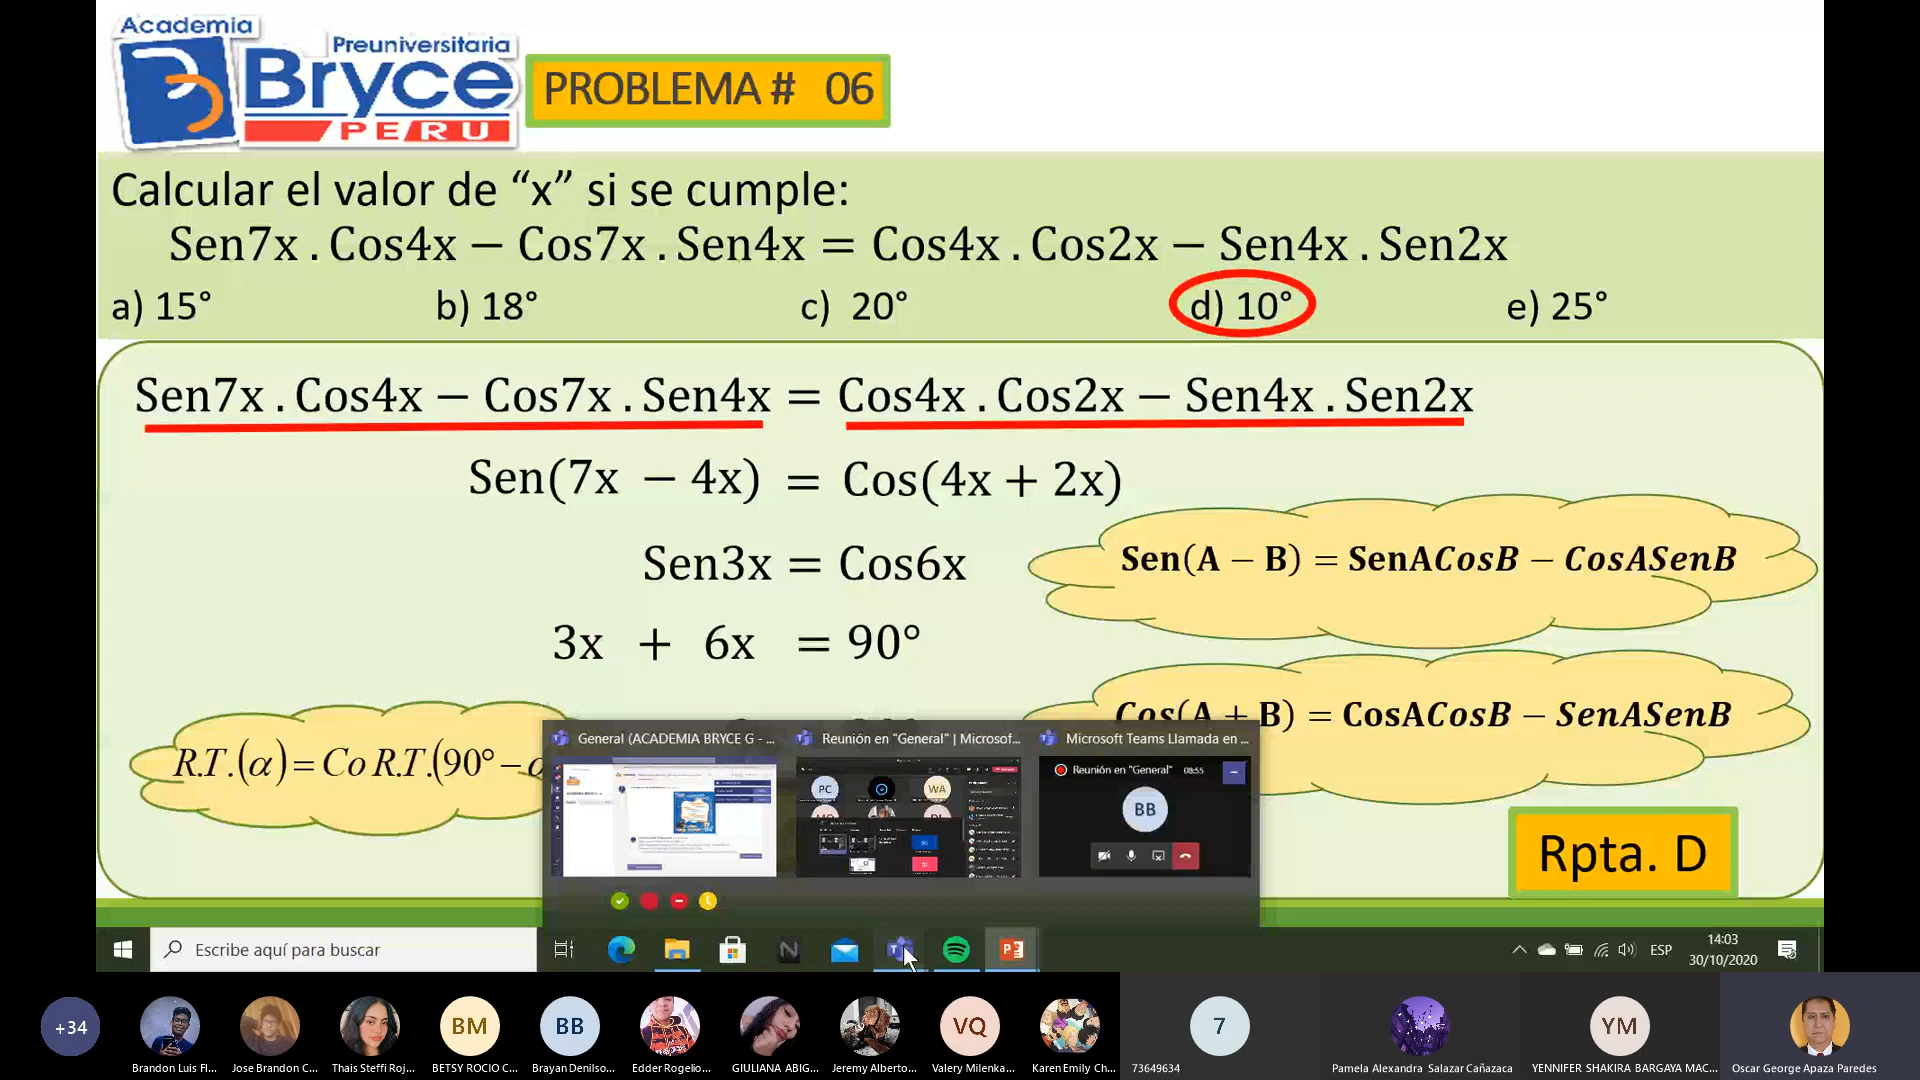 Academia
Preuniversitaria
Bryce
PERU
PROBLEMA # 06
Calcular el valor de “x” si se cumple:
Sen7x . Cos4x − Cos7x . Sen4x = Cos4x . Cos2x − Sen4x . Sen2x
a) 15° b) 18° c) 20° d) 10° e) 25°
Sen7x . Cos4x − Cos7x . Sen4x = Cos4x . Cos2x − Sen4x . Sen2x
Sen(7x − 4x) = Cos(4x + 2x)
Sen3x = Cos6x
Sen(A − B) = SenACosB − CosASenB
3x + 6x = 90°
Cos(A + B) = CosACosB − SenASenB
R.T.(α) = Co R.T.(90° −
General (ACADEMIA BRYCE G - ...
Reunión en "General" | Microsof...
Microsoft Teams Llamada en ...
Reunión en "General" 08:55
PC
WA
BB
Rpta. D
Escribe aquí para buscar
ESP
14:03
30/10/2020
+34
BM
BB
VQ
7
YM
Brandon Luis Fl...
Jose Brandon C...
Thais Steffi Roj...
BETSY ROCIO C...
Brayan Denilso...
Edder Rogelio...
GIULIANA ABIG...
Jeremy Alberto...
Valery Milenka...
Karen Emily Ch...
73649634
Pamela Alexandra Salazar Cañazaca
YENNIFER SHAKIRA BARGAYA MAC...
Oscar George Apaza Paredes